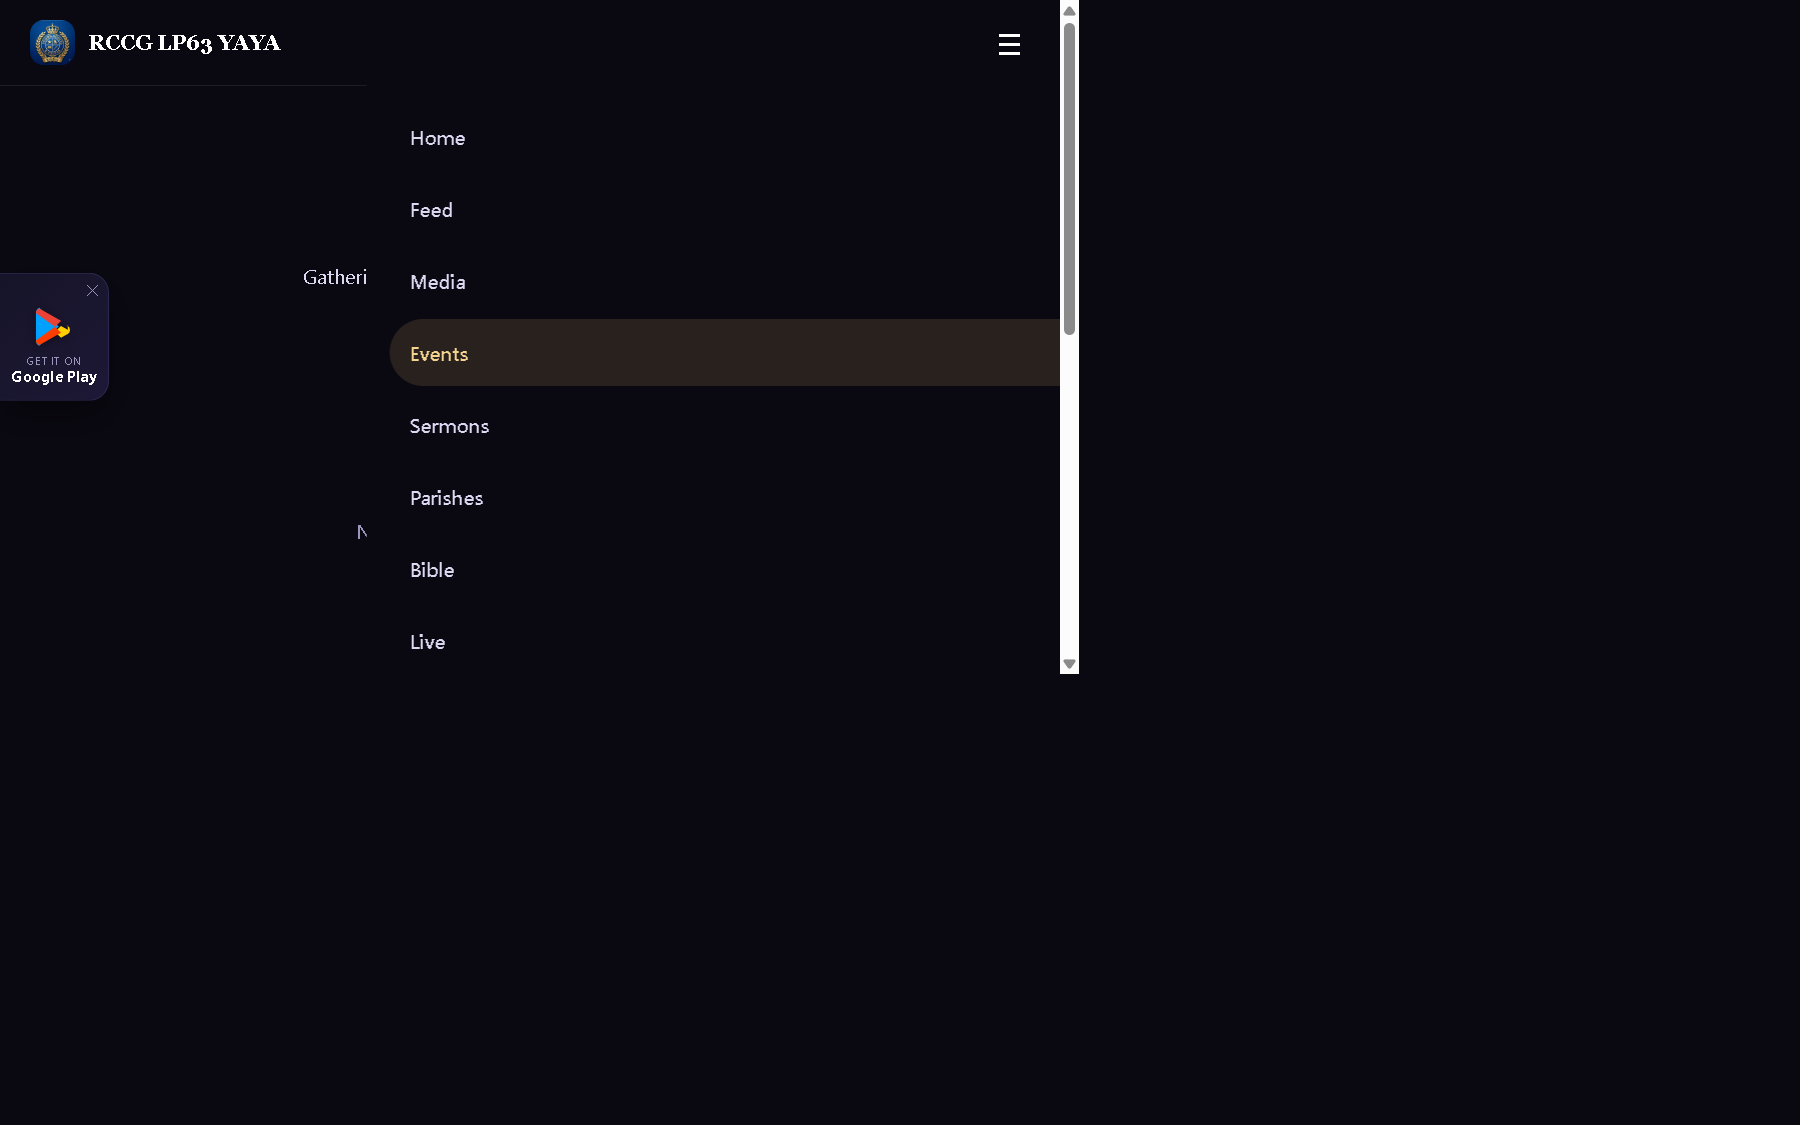 RCCG LP63 YAYA
Home
Feed
Gatheri
Media
GET IT ON
Google Play
Events
Sermons
Parishes
N
Bible
Live